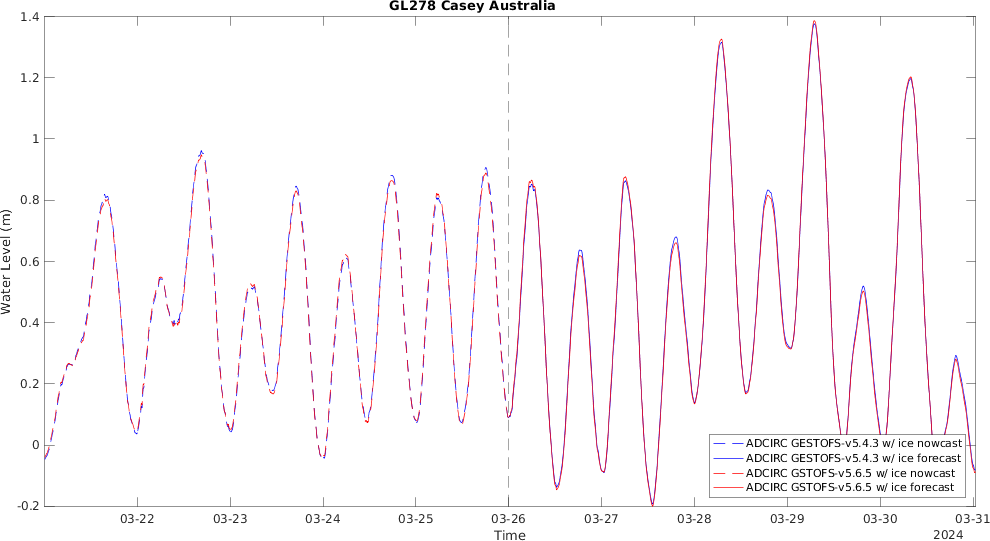 GL278 Casey Australia
Water Level (m)
1.4
1.2
1
0.8
0.6
0.4
0.2
0
-0.2
ADCIRC GESTOFS-v5.4.3 w/ ice nowcast
ADCIRC GESTOFS-v5.4.3 w/ ice forecast
ADCIRC GSTOFS-v5.6.5 w/ ice nowcast
ADCIRC GSTOFS-v5.6.5 w/ ice forecast
03-22 03-23 03-24 03-25 03-26 03-27 03-28 03-29 03-30 03-31
Time
2024